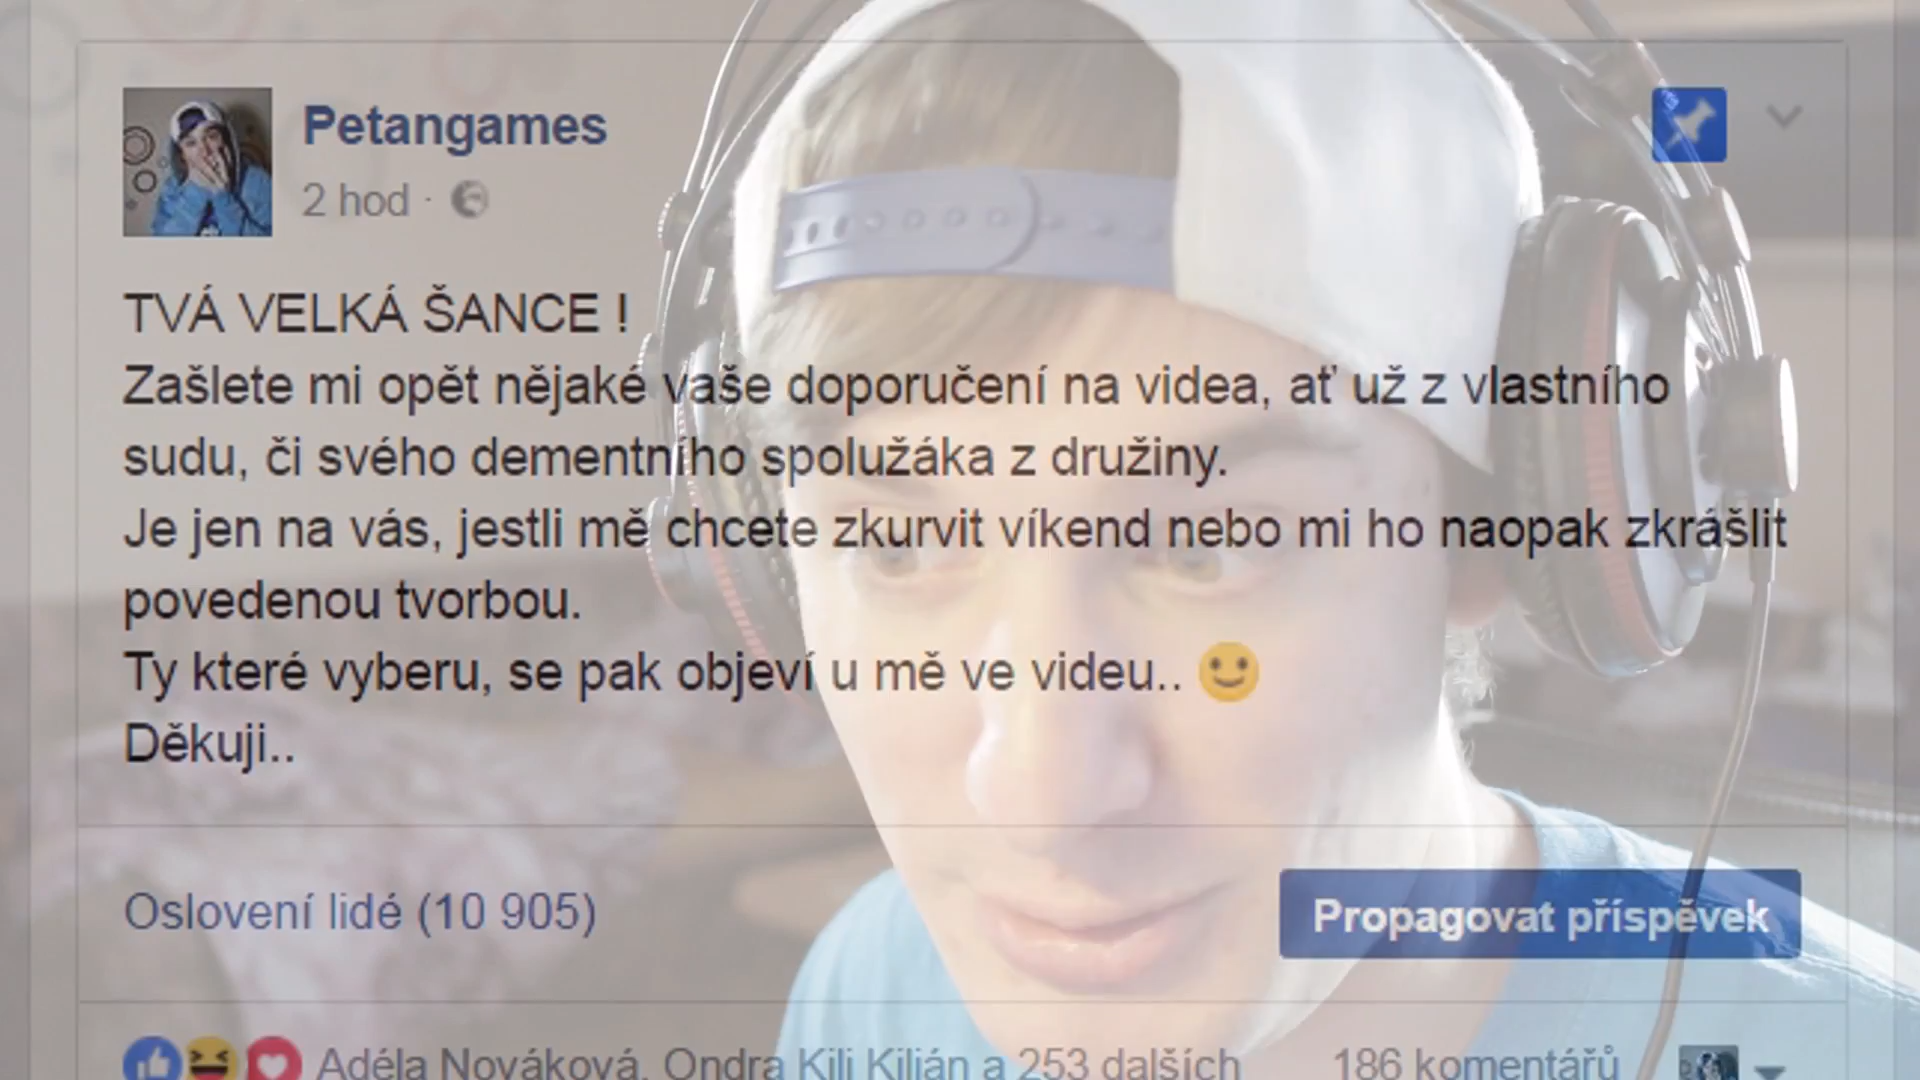 Petangames
2 hod ·
TVÁ VELKÁ ŠANCE !
Zašlete mi opět nějaké vaše doporučení na videa, ať už z vlastního
sudu, či svého dementního spolužáka z družiny.
Je jen na vás, jestli mě chcete zkurvit víkend nebo mi ho naopak zkrášlit
povedenou tvorbou.
Ty které vyberu, se pak objeví u mě ve videu.. 🙂
Děkuji..
Oslovení lidé (10 905)
Propagovat příspěvek
Adéla Nováková, Ondra Kili Kilián a 253 dalších
186 komentářů